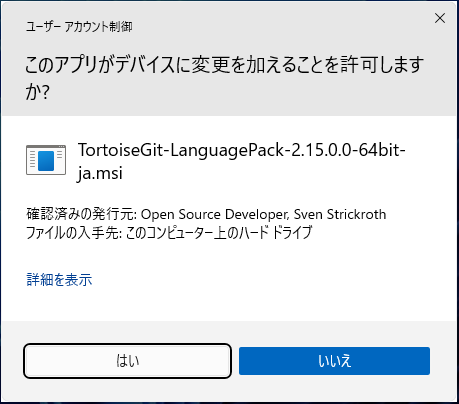 ユーザー アカウント制御
このアプリがデバイスに変更を加えることを許可します
か?
TortoiseGit-LanguagePack-2.15.0.0-64bit-
ja.msi
確認済みの発行元: Open Source Developer, Sven Strickroth
ファイルの入手先: このコンピューター上のハード ドライブ
詳細を表示
はい
いいえ